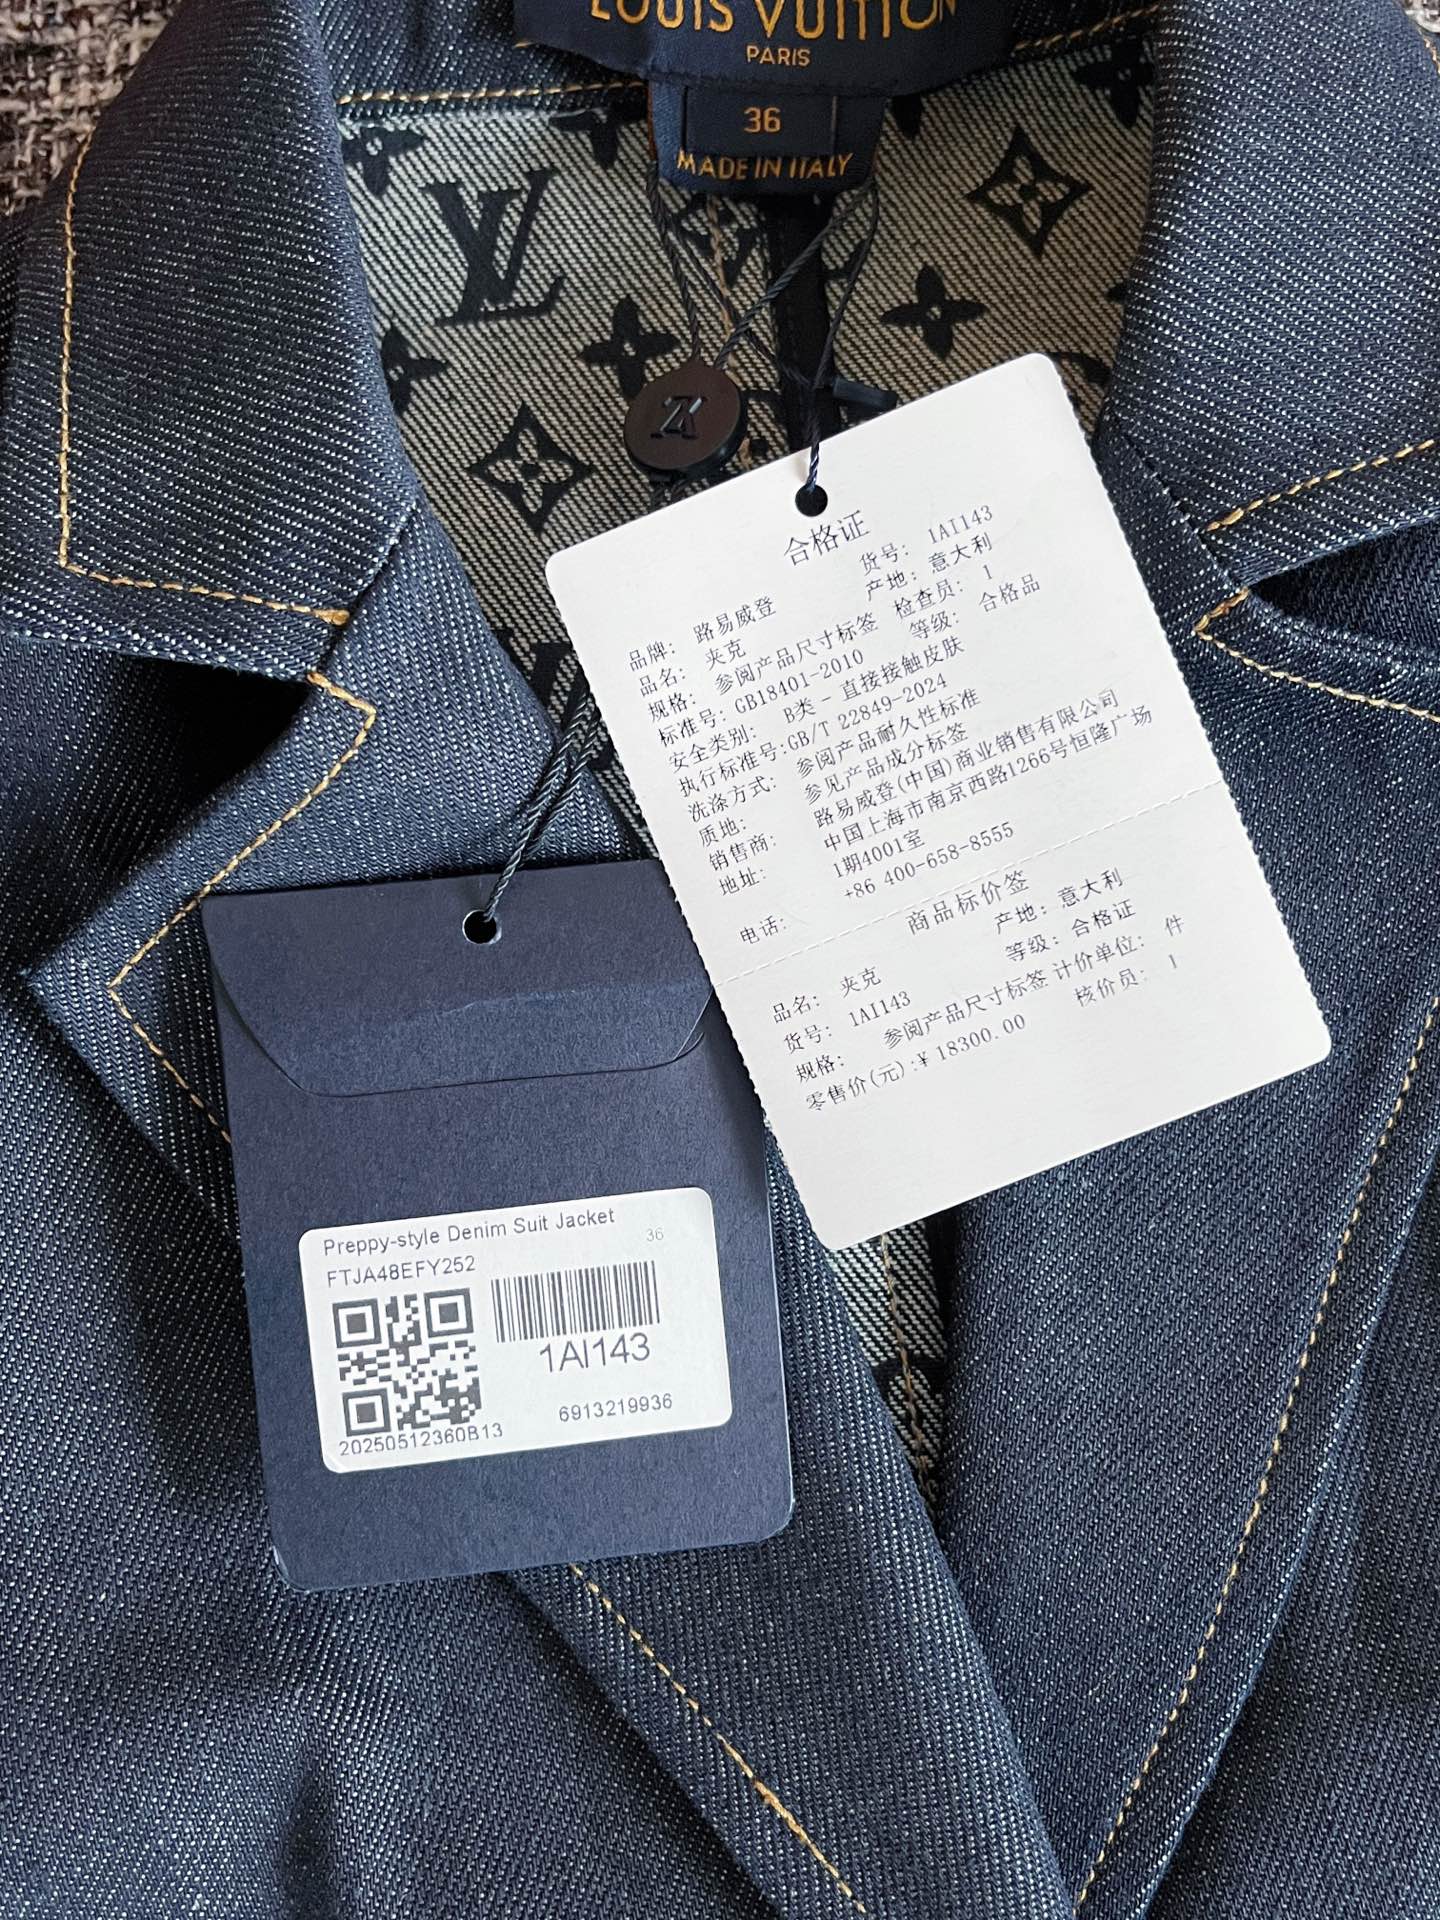 LOUIS VUITTON
PARIS
36
MADE IN ITALY
合格证
品牌: 路易威登 货号: 1AI143
品名: 夹克 产地: 意大利
规格: 参阅产品尺寸标签 检查员: 1
标准号: GB18401-2010 等级: 合格品
安全类别: B类 - 直接接触皮肤
执行标准号:GB/T 22849-2024
洗涤方式: 参阅产品耐久性标准
质地: 参见产品成分标签
销售商: 路易威登(中国)商业销售有限公司
地址: 中国上海市南京西路1266号恒隆广场
1期4001室
电话: +86 400-658-8555
商品标价签
品名: 夹克 产地: 意大利
货号: 1AI143 等级: 合格证
规格: 参阅产品尺寸标签 计价单位: 件
零售价(元):¥ 18300.00 核价员: 1
Preppy-style Denim Suit Jacket 36
FTJA48EFY252
1AI143
6913219936
20250512360B13